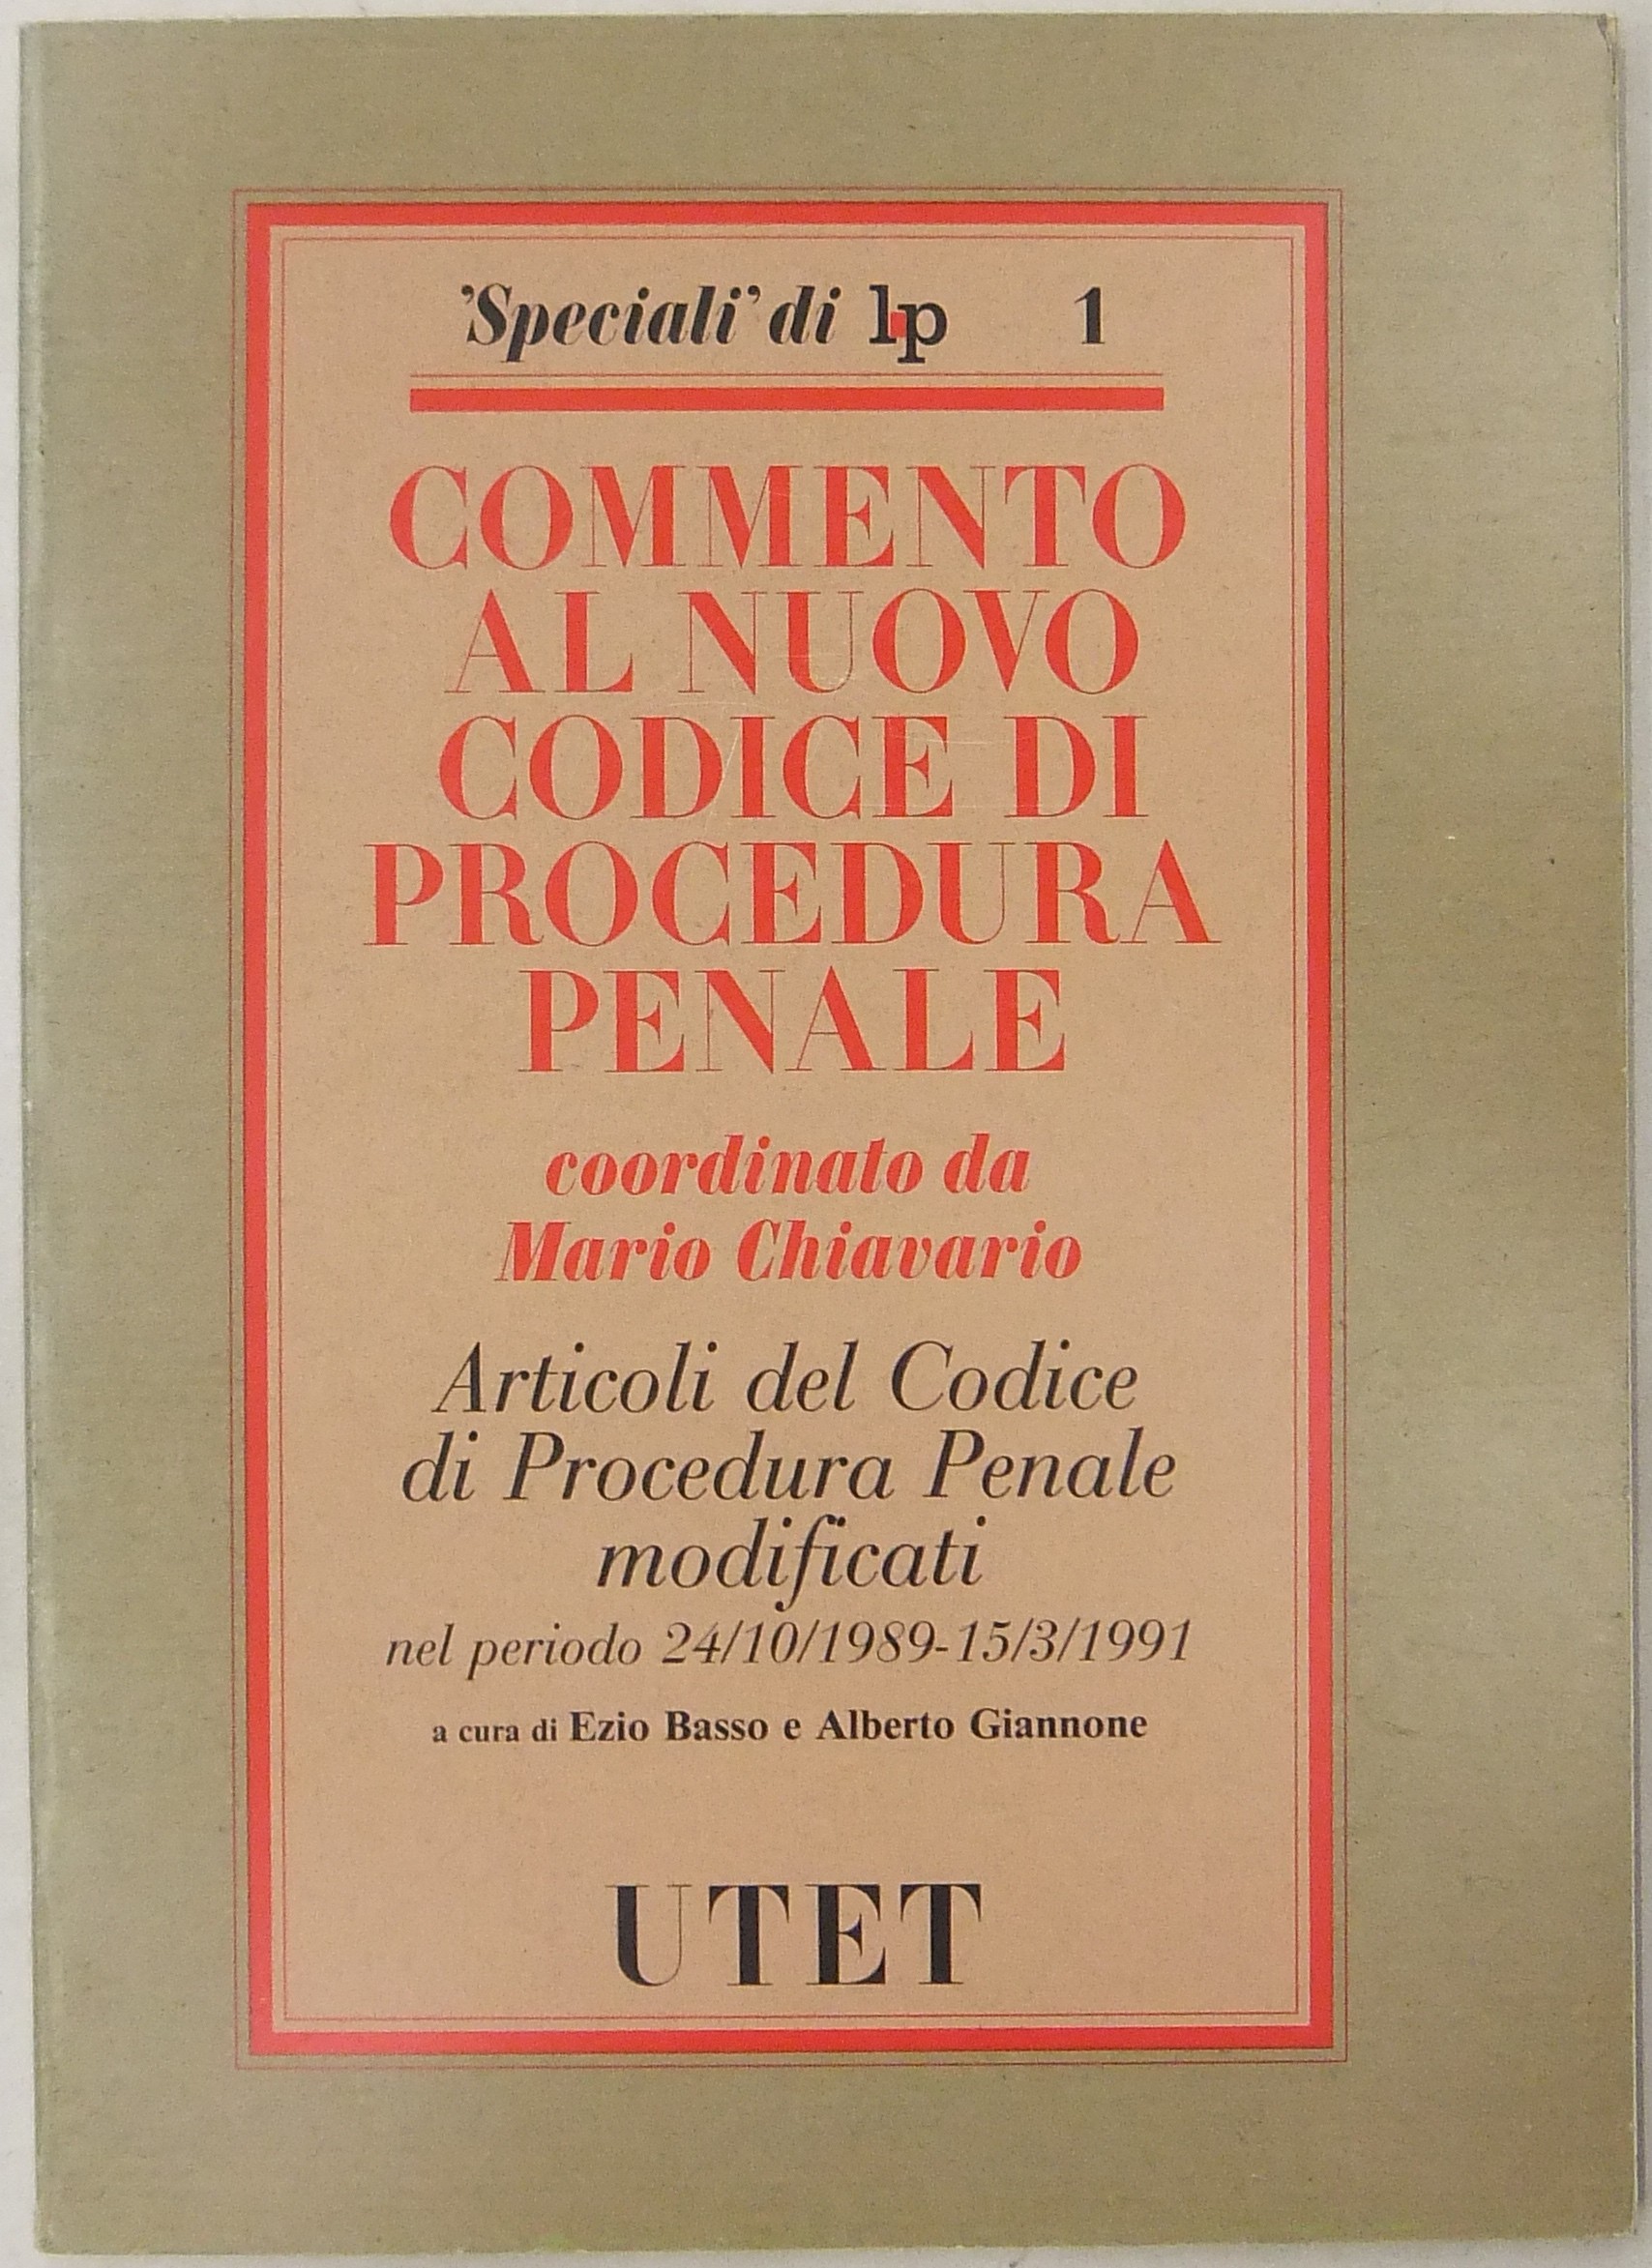 'Speciali' di lp 1
COMMENTO
AL NUOVO
CODICE DI
PROCEDURA
PENALE
coordinato da
Mario Chiavario
Articoli del Codice
di Procedura Penale
modificati
nel periodo 24/10/1989-15/3/1991
a cura di Ezio Basso e Alberto Giannone
UTET